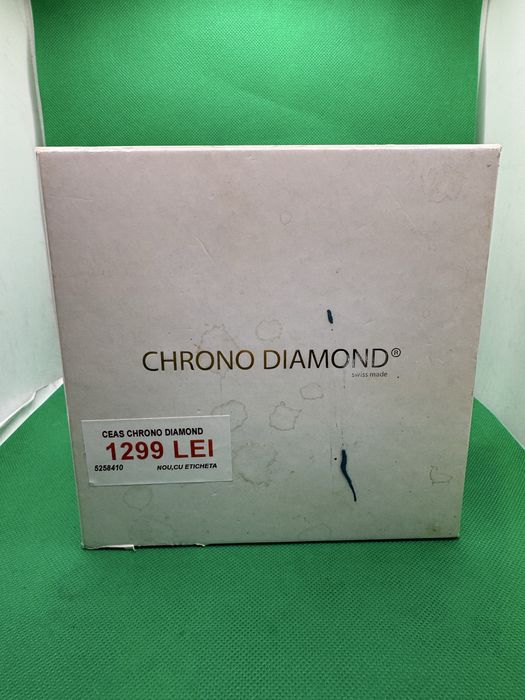 CHRONO DIAMOND®
swiss made
CEAS CHRONO DIAMOND
1299 LEI
5258410 NOU,CU ETICHETA